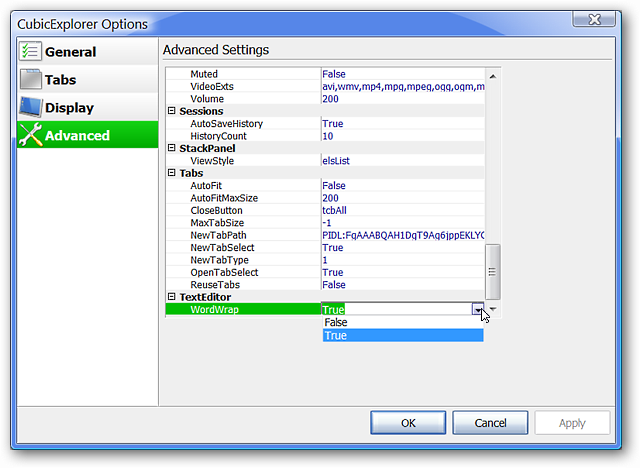 CubicExplorer Options
General
Tabs
Display
Advanced
Advanced Settings
Muted False
VideoExts avi,wmv,mp4,mpg,mpeg,ogg,ogm,m
Volume 200
Sessions
AutoSaveHistory True
HistoryCount 10
StackPanel
ViewStyle elsList
Tabs
AutoFit False
AutoFitMaxSize 200
CloseButton tcbAll
MaxTabSize -1
NewTabPath
NewTabSelect True
NewTabType 1
OpenTabSelect True
ReuseTabs False
TextEditor
WordWrap True
False
True
OK Cancel Apply